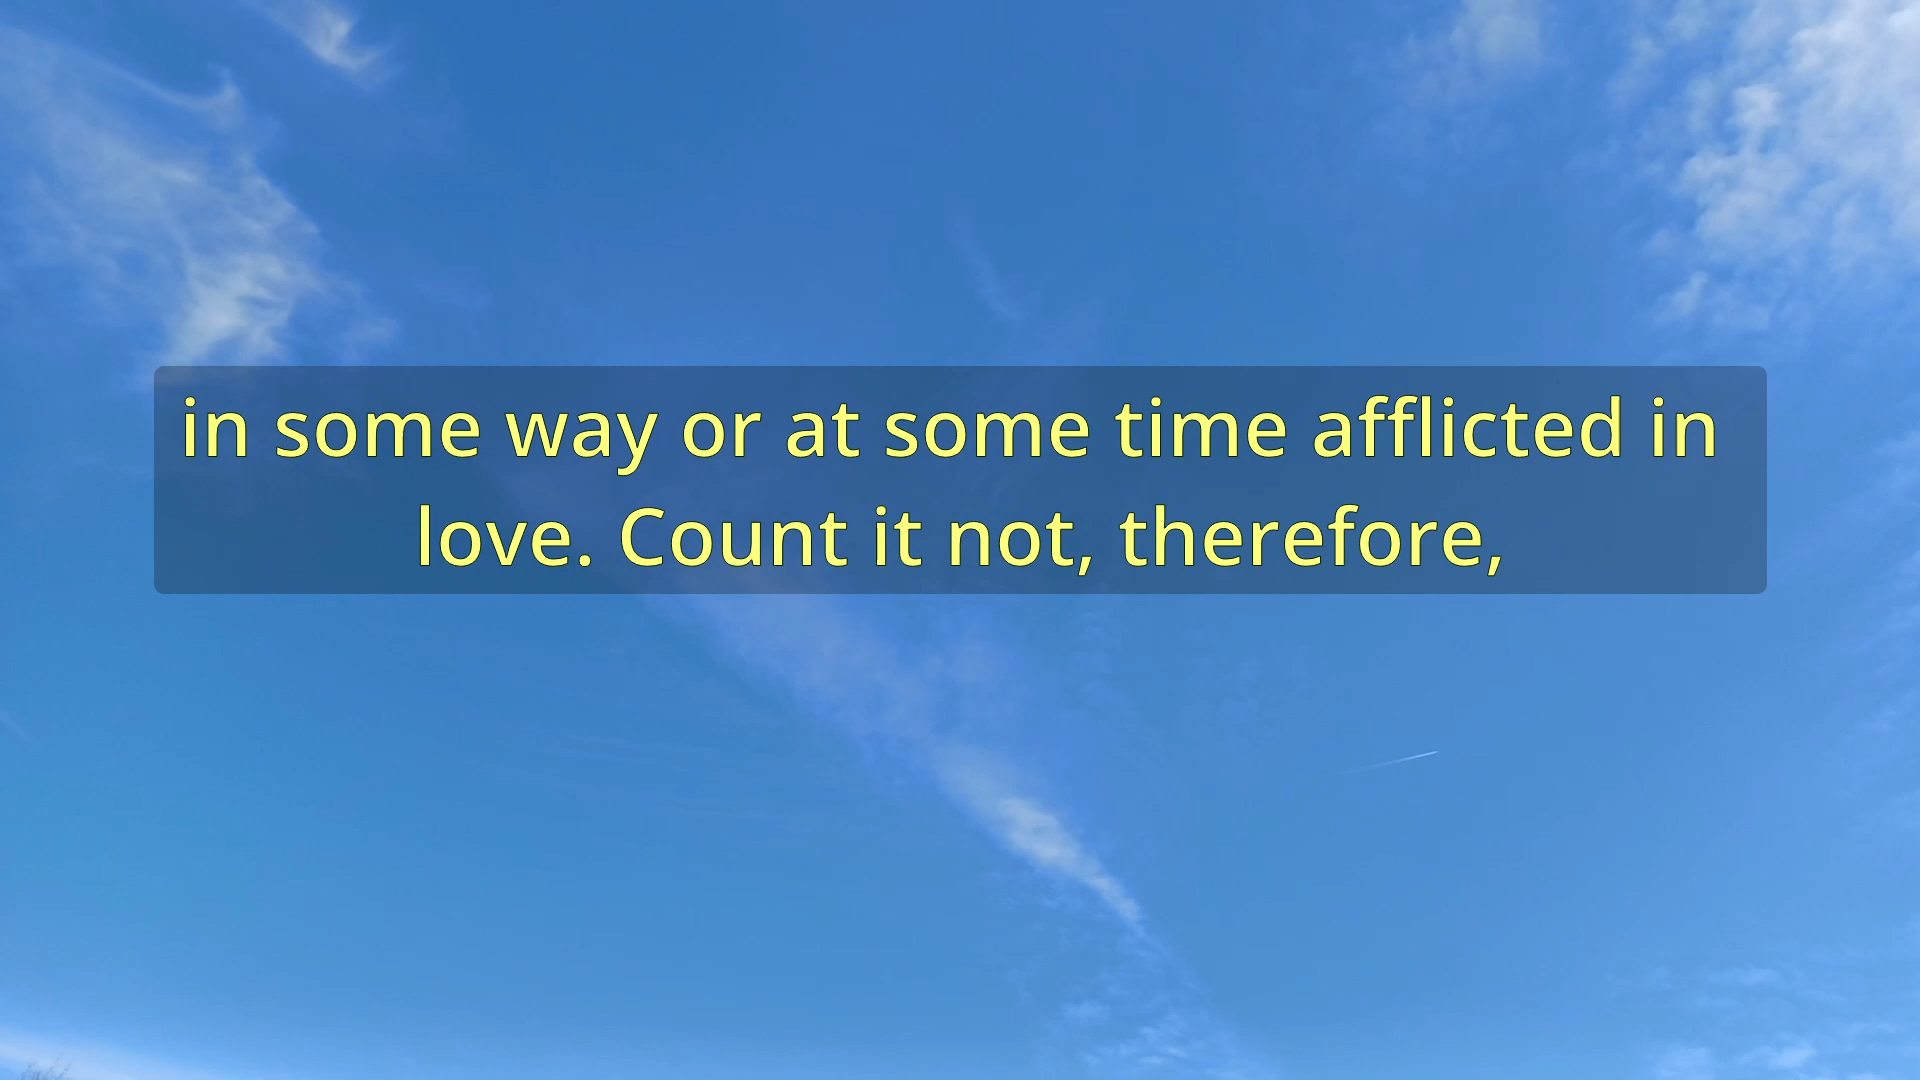 in some way or at some time afflicted in
love. Count it not, therefore,